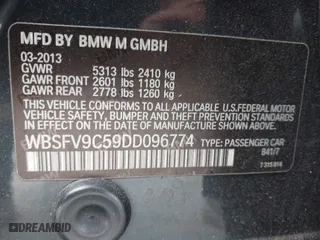 MFD BY BMW M GMBH
03-2013
GVWR 5313 lbs 2410 kg
GAWR FRONT 2601 lbs 1180 kg
GAWR REAR 2778 lbs 1260 kg
THIS VEHICLE CONFORMS TO ALL APPLICABLE U.S. FEDERAL MOTOR
VEHICLE SAFETY, BUMPER, AND THEFT PREVENTION STANDARDS IN
EFFECT ON THE DATE OF MANUFACTURE SHOWN ABOVE.
WBSFV9C59DD096774 TYPE: PASSENGER CAR
B41/7